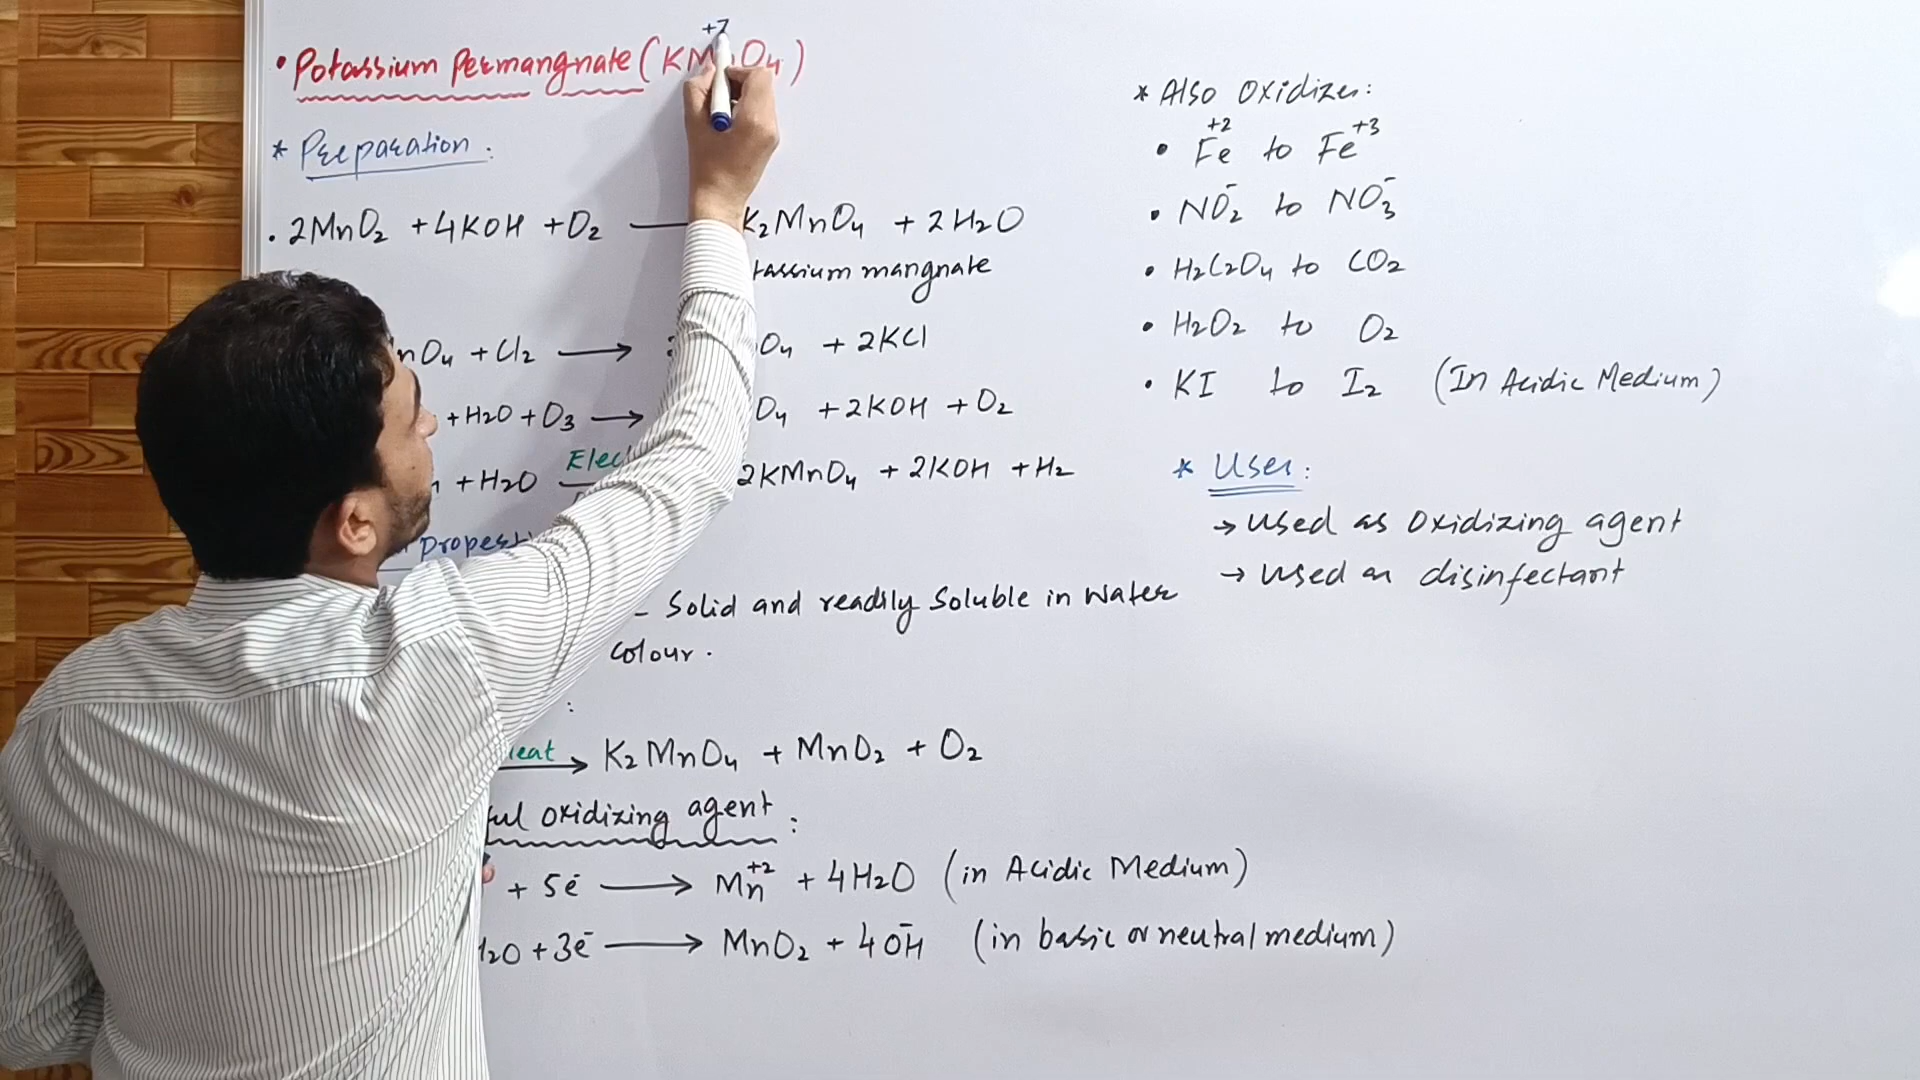 +7
• Potassium Permangnate (KMnO4)
* Preparation :
• 2MnO2 + 4KOH + O2 → K2MnO4 + 2H2O
tassium mangnate
nO4 + Cl2 → O4 + 2KCl
+ H2O + O3 → O4 + 2KOH + O2
+ H2O Elec 2KMnO4 + 2KOH + H2
Properti
- Solid and readily Soluble in Water
Colour .
:
eat → K2MnO4 + MnO2 + O2
ful oxidizing agent :
+ 5e⁻ → Mn+2 + 4H2O (in Acidic Medium)
H2O + 3e⁻ → MnO2 + 4OH⁻ (in basic or neutral medium)
* Also Oxidizes:
• Fe+2 to Fe+3
• NO2⁻ to NO3⁻
• H2C2O4 to CO2
• H2O2 to O2
• KI to I2 (In Acidic Medium)
* Uses :
→ Used as Oxidizing agent
→ Used as disinfectant